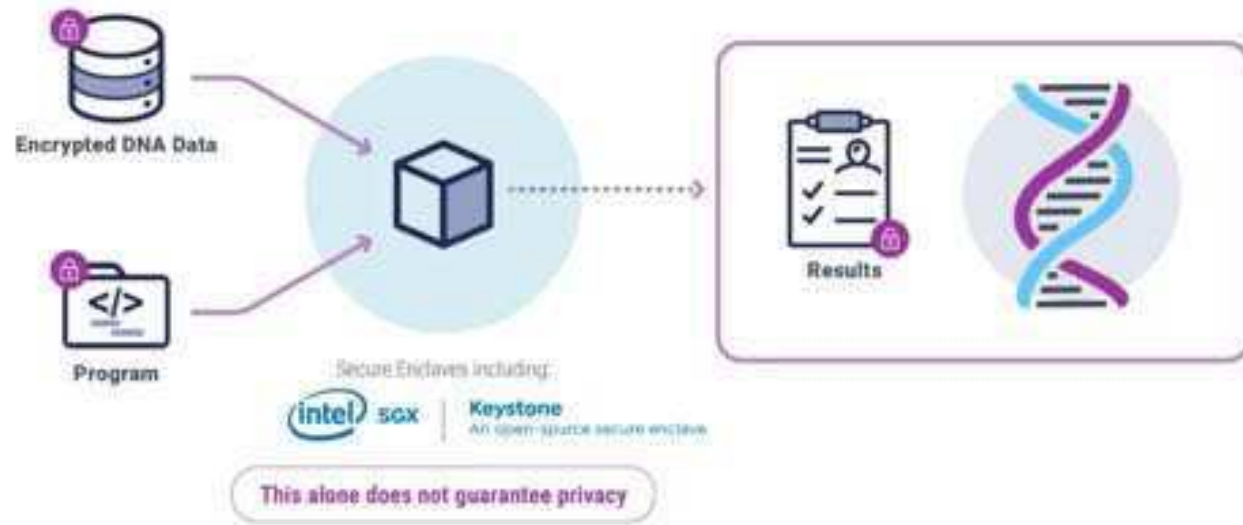 Encrypted DNA Data
</>
Program
Results
Secure Enclaves including:
intel SGX
Keystone
An open-source secure enclave
This alone does not guarantee privacy